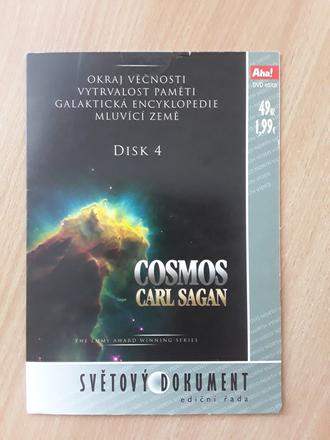 OKRAJ VĚČNOSTI
VYTRVALOST PAMĚTI
GALAKTICKÁ ENCYKLOPEDIE
MLUVÍCÍ ZEMĚ
DISK 4
Aha!
DVD edice
49 Kč
1,99 €
COSMOS
CARL SAGAN
THE EMMY AWARD WINNING SERIES
SVĚTOVÝ DOKUMENT
ediční řada